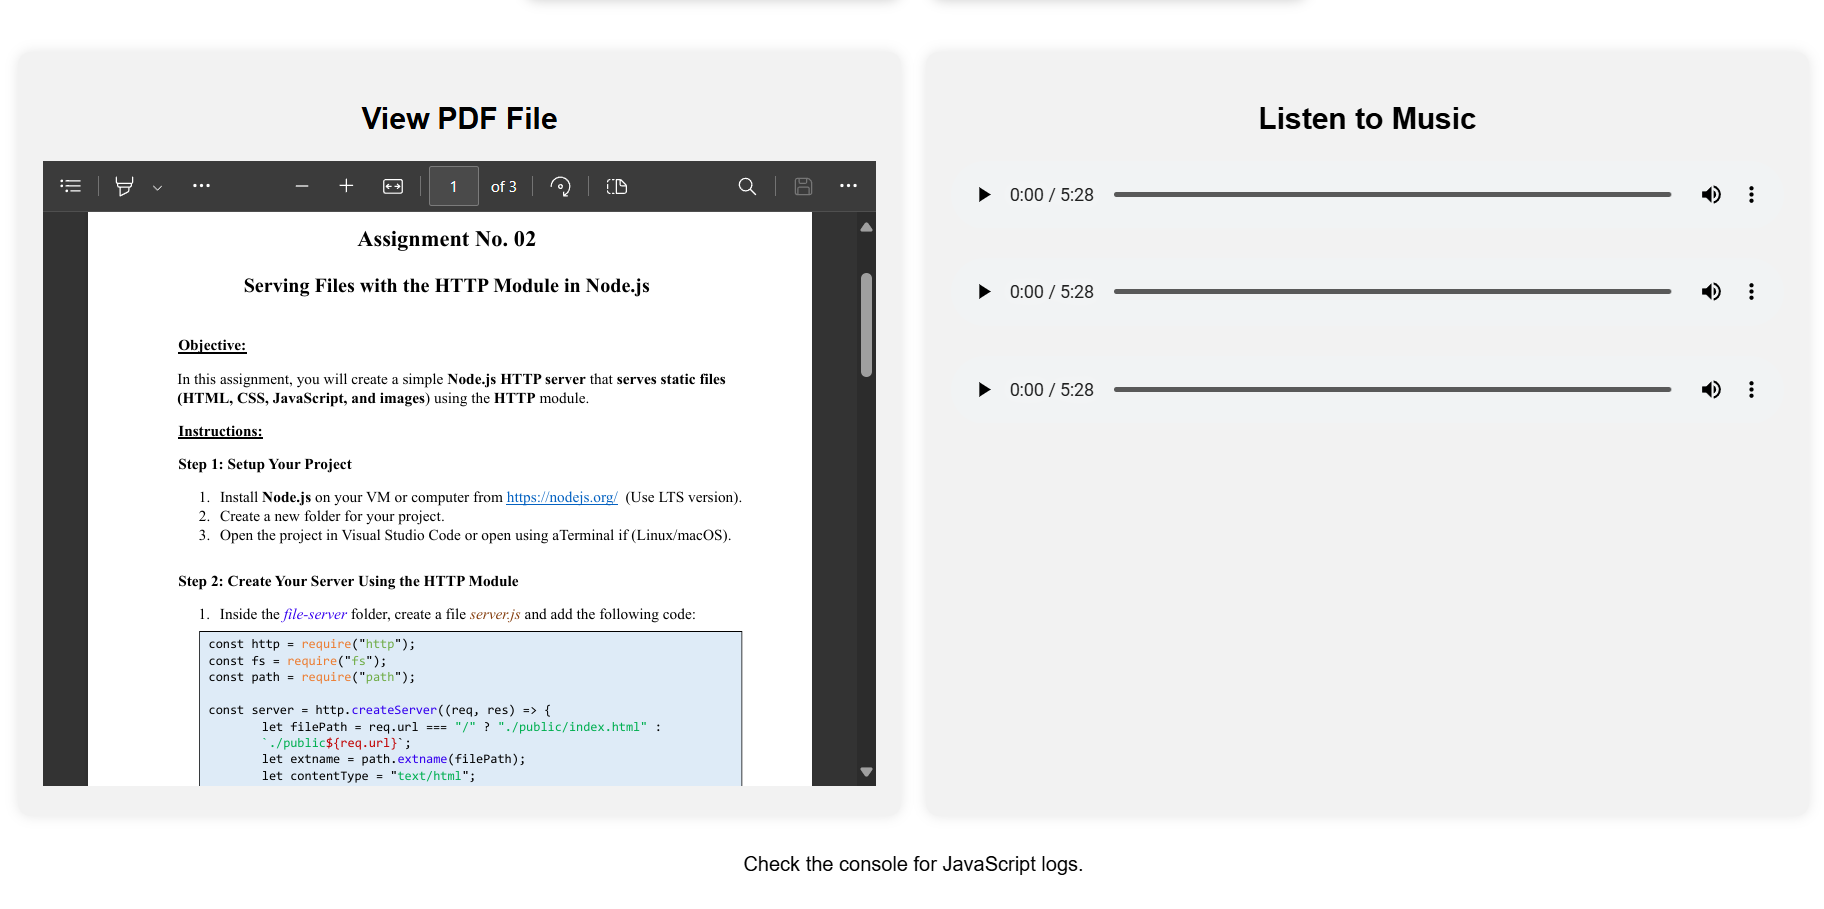 View PDF File
1 of 3
Assignment No. 02
Serving Files with the HTTP Module in Node.js
Objective:
In this assignment, you will create a simple Node.js HTTP server that serves static files
(HTML, CSS, JavaScript, and images) using the HTTP module.
Instructions:
Step 1: Setup Your Project
1. Install Node.js on your VM or computer from https://nodejs.org/ (Use LTS version).
2. Create a new folder for your project.
3. Open the project in Visual Studio Code or open using aTerminal if (Linux/macOS).
Step 2: Create Your Server Using the HTTP Module
1. Inside the file-server folder, create a file server.js and add the following code:
const http = require("http");
const fs = require("fs");
const path = require("path");
const server = http.createServer((req, res) => {
let filePath = req.url === "/" ? "./public/index.html" :
`./public${req.url}`;
let extname = path.extname(filePath);
let contentType = "text/html";
Listen to Music
0:00 / 5:28
0:00 / 5:28
0:00 / 5:28
Check the console for JavaScript logs.